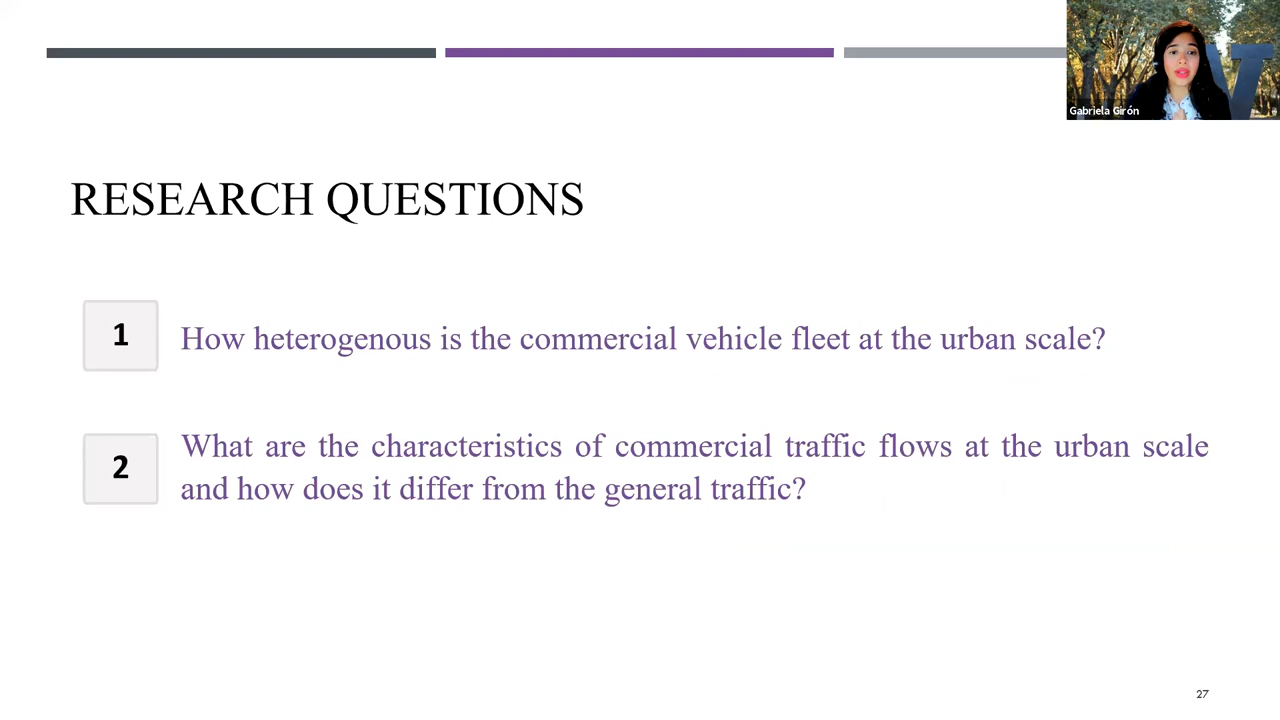 Gabriela Girón
RESEARCH QUESTIONS
1
How heterogenous is the commercial vehicle fleet at the urban scale?
2
What are the characteristics of commercial traffic flows at the urban scale
and how does it differ from the general traffic?
27